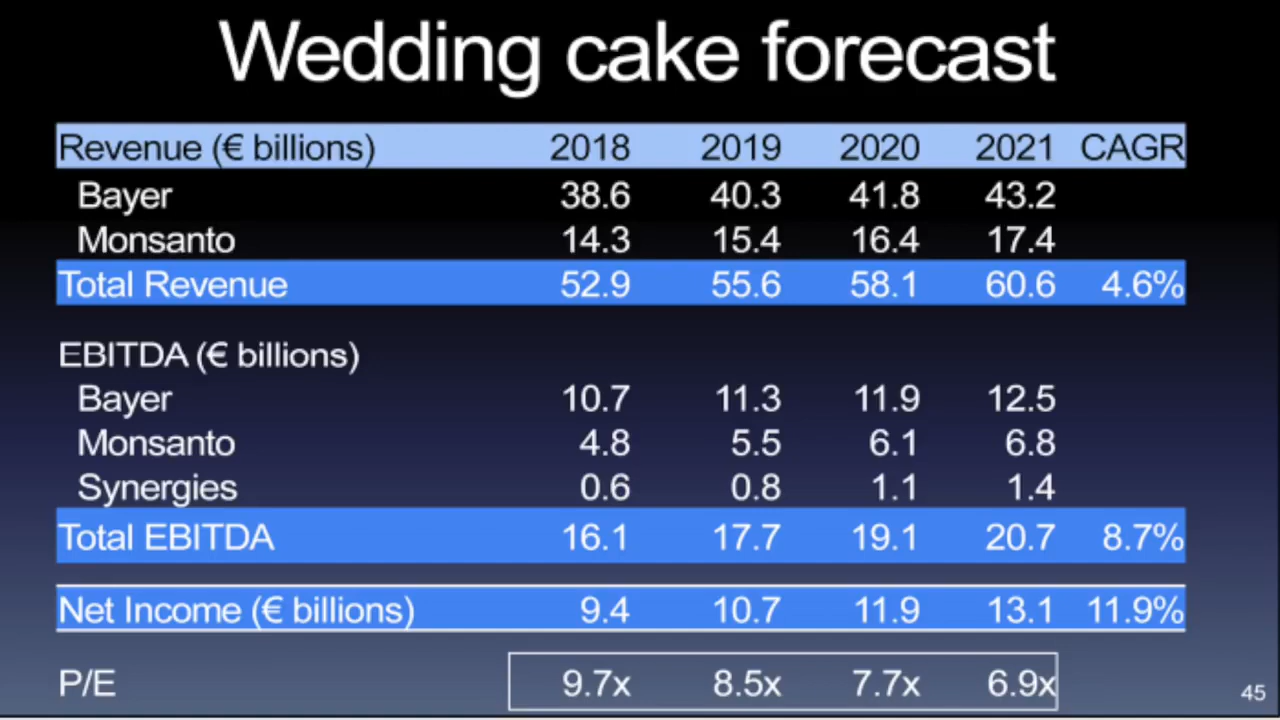 Wedding cake forecast
Revenue (€ billions) 2018 2019 2020 2021 CAGR
Bayer 38.6 40.3 41.8 43.2
Monsanto 14.3 15.4 16.4 17.4
Total Revenue 52.9 55.6 58.1 60.6 4.6%
EBITDA (€ billions)
Bayer 10.7 11.3 11.9 12.5
Monsanto 4.8 5.5 6.1 6.8
Synergies 0.6 0.8 1.1 1.4
Total EBITDA 16.1 17.7 19.1 20.7 8.7%
Net Income (€ billions) 9.4 10.7 11.9 13.1 11.9%
P/E 9.7x 8.5x 7.7x 6.9x
45